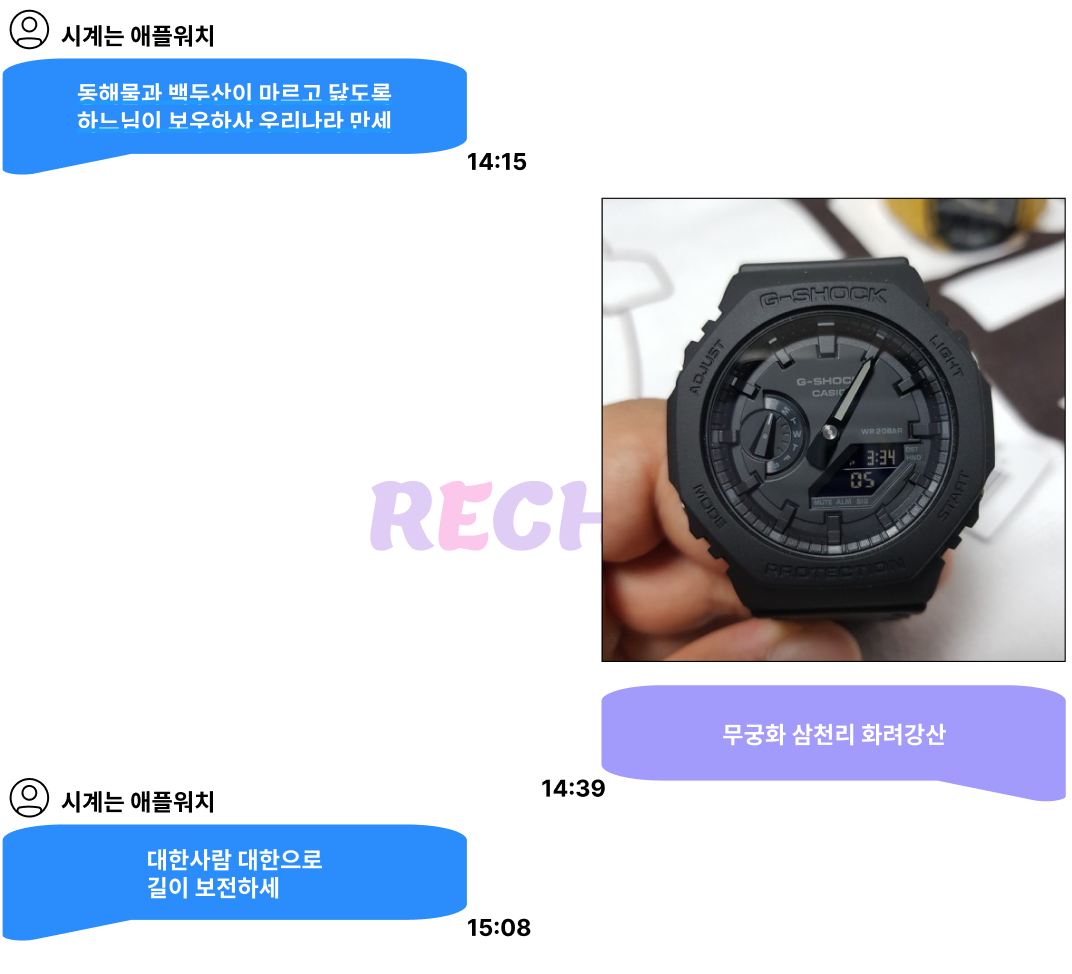 시계는 애플워치
동해물과 백두산이 마르고 닳도록
하느님이 보우하사 우리나라 만세
14:15
G-SHOCK
ADJUST
LIGHT
G-SHOCK
CASIO
WR20BAR
DST
3:34
05
MUTE ALM SIG
MODE
START
PROTECTION
RECH
무궁화 삼천리 화려강산
14:39
시계는 애플워치
대한사람 대한으로
길이 보전하세
15:08